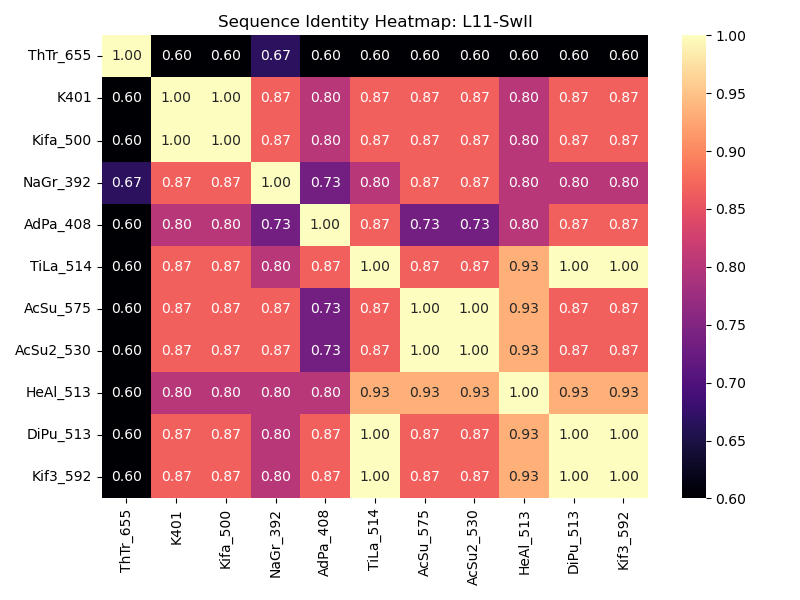 Sequence Identity Heatmap: L11-SwII
ThTr_655 1.00 0.60 0.60 0.67 0.60 0.60 0.60 0.60 0.60 0.60 0.60
K401 0.60 1.00 1.00 0.87 0.80 0.87 0.87 0.87 0.80 0.87 0.87
Kifa_500 0.60 1.00 1.00 0.87 0.80 0.87 0.87 0.87 0.80 0.87 0.87
NaGr_392 0.67 0.87 0.87 1.00 0.73 0.80 0.87 0.87 0.80 0.80 0.80
AdPa_408 0.60 0.80 0.80 0.73 1.00 0.87 0.73 0.73 0.80 0.87 0.87
TiLa_514 0.60 0.87 0.87 0.80 0.87 1.00 0.87 0.87 0.93 1.00 1.00
AcSu_575 0.60 0.87 0.87 0.87 0.73 0.87 1.00 1.00 0.93 0.87 0.87
AcSu2_530 0.60 0.87 0.87 0.87 0.73 0.87 1.00 1.00 0.93 0.87 0.87
HeAl_513 0.60 0.80 0.80 0.80 0.80 0.93 0.93 0.93 1.00 0.93 0.93
DiPu_513 0.60 0.87 0.87 0.80 0.87 1.00 0.87 0.87 0.93 1.00 1.00
Kif3_592 0.60 0.87 0.87 0.80 0.87 1.00 0.87 0.87 0.93 1.00 1.00
ThTr_655 K401 Kifa_500 NaGr_392 AdPa_408 TiLa_514 AcSu_575 AcSu2_530 HeAl_513 DiPu_513 Kif3_592
1.00
0.95
0.90
0.85
0.80
0.75
0.70
0.65
0.60